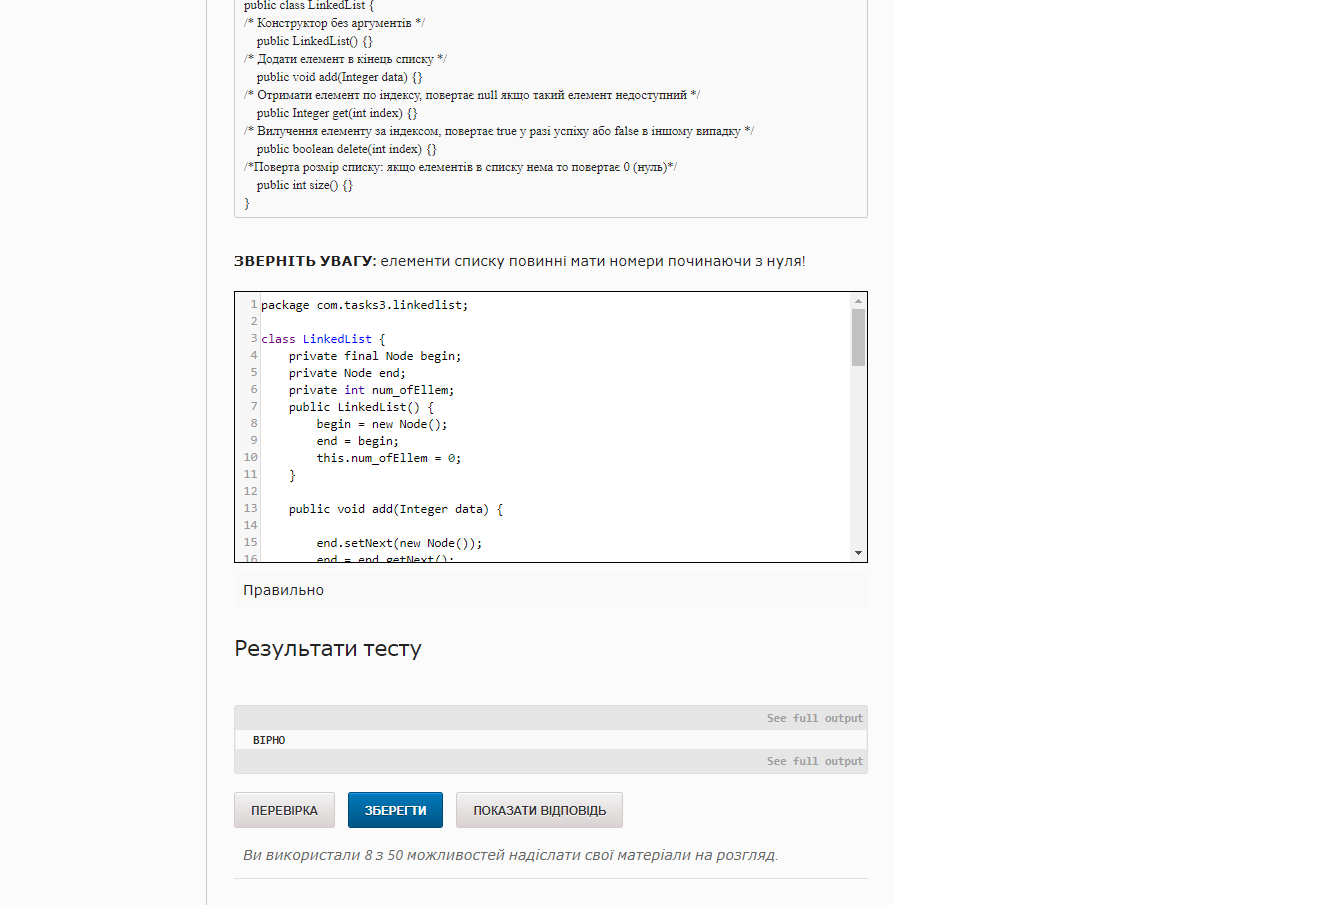 public class LinkedList {
/* Конструктор без аргументів */
public LinkedList() {}
/* Додати елемент в кінець списку */
public void add(Integer data) {}
/* Отримати елемент по індексу, повертає null якщо такий елемент недоступний */
public Integer get(int index) {}
/* Вилучення елементу за індексом, повертає true у разі успіху або false в іншому випадку */
public boolean delete(int index) {}
/*Поверта розмір списку: якщо елементів в списку нема то повертає 0 (нуль)*/
public int size() {}
}
ЗВЕРНІТЬ УВАГУ: елементи списку повинні мати номери починаючи з нуля!
1 package com.tasks3.linkedlist;
2
3 class LinkedList {
4 private final Node begin;
5 private Node end;
6 private int num_ofEllem;
7 public LinkedList() {
8 begin = new Node();
9 end = begin;
10 this.num_ofEllem = 0;
11 }
12
13 public void add(Integer data) {
14
15 end.setNext(new Node());
16 end = end.getNext();
Правильно
Результати тесту
See full output
ВІРНО
See full output
ПЕРЕВІРКА ЗБЕРЕГТИ ПОКАЗАТИ ВІДПОВІДЬ
Ви використали 8 з 50 можливостей надіслати свої матеріали на розгляд.